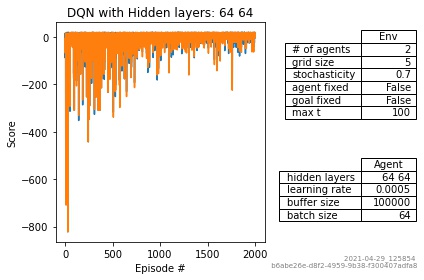 DQN with Hidden layers: 64 64
Score
0
−200
−400
−600
−800
0 500 1000 1500 2000
Episode #
Env
# of agents 2
grid size 5
stochasticity 0.7
agent fixed False
goal fixed False
max t 100
Agent
hidden layers 64 64
learning rate 0.0005
buffer size 100000
batch size 64
2021-04-29_125854
b6abe26e-d8f2-4959-9b38-f300407adfa8